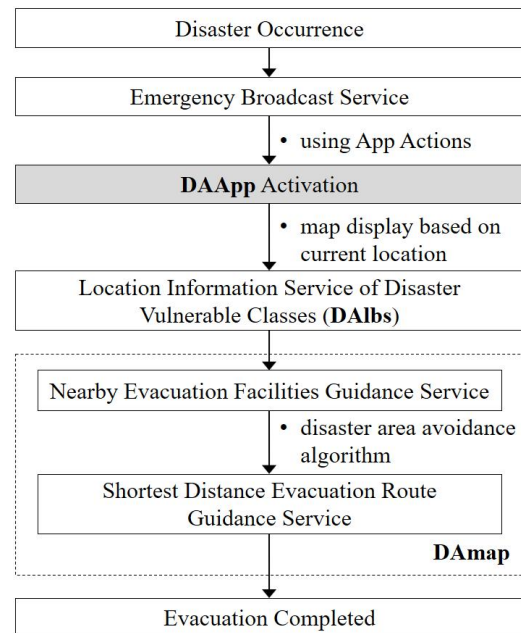 Disaster Occurrence
Emergency Broadcast Service
• using App Actions
DAApp Activation
• map display based on
current location
Location Information Service of Disaster
Vulnerable Classes (DAlbs)
Nearby Evacuation Facilities Guidance Service
• disaster area avoidance
algorithm
Shortest Distance Evacuation Route
Guidance Service
DAmap
Evacuation Completed